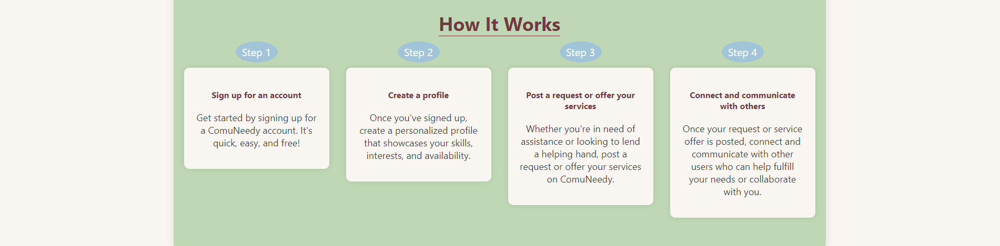 How It Works
Step 1
Sign up for an account
Get started by signing up for
a ComuNeedy account. It's
quick, easy, and free!
Step 2
Create a profile
Once you've signed up,
create a personalized profile
that showcases your skills,
interests, and availability.
Step 3
Post a request or offer your
services
Whether you're in need of
assistance or looking to lend
a helping hand, post a
request or offer your services
on ComuNeedy.
Step 4
Connect and communicate
with others
Once your request or service
offer is posted, connect and
communicate with other
users who can help fulfill
your needs or collaborate
with you.